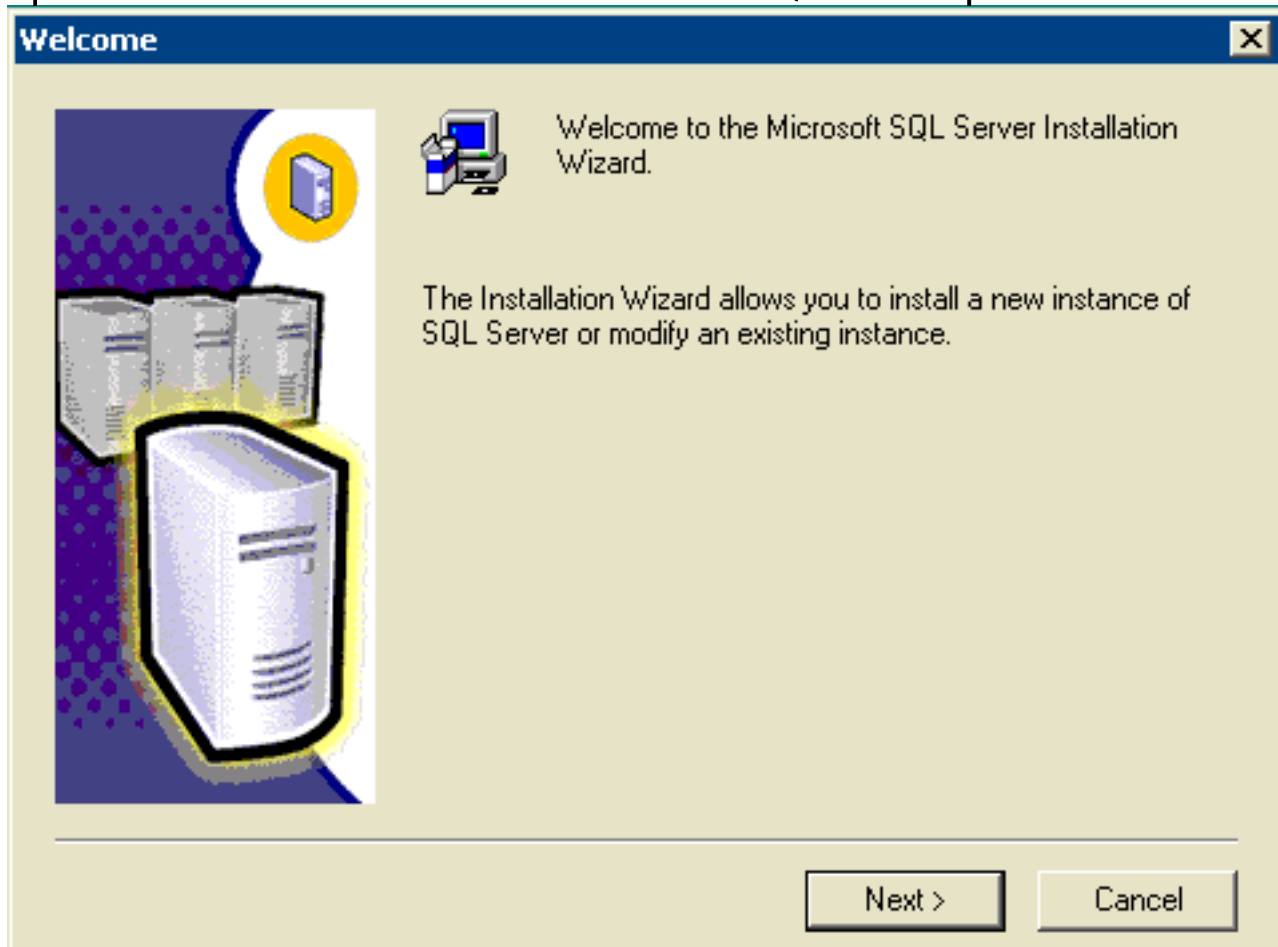 Welcome
Welcome to the Microsoft SQL Server Installation
Wizard.
The Installation Wizard allows you to install a new instance of
SQL Server or modify an existing instance.
Next >
Cancel